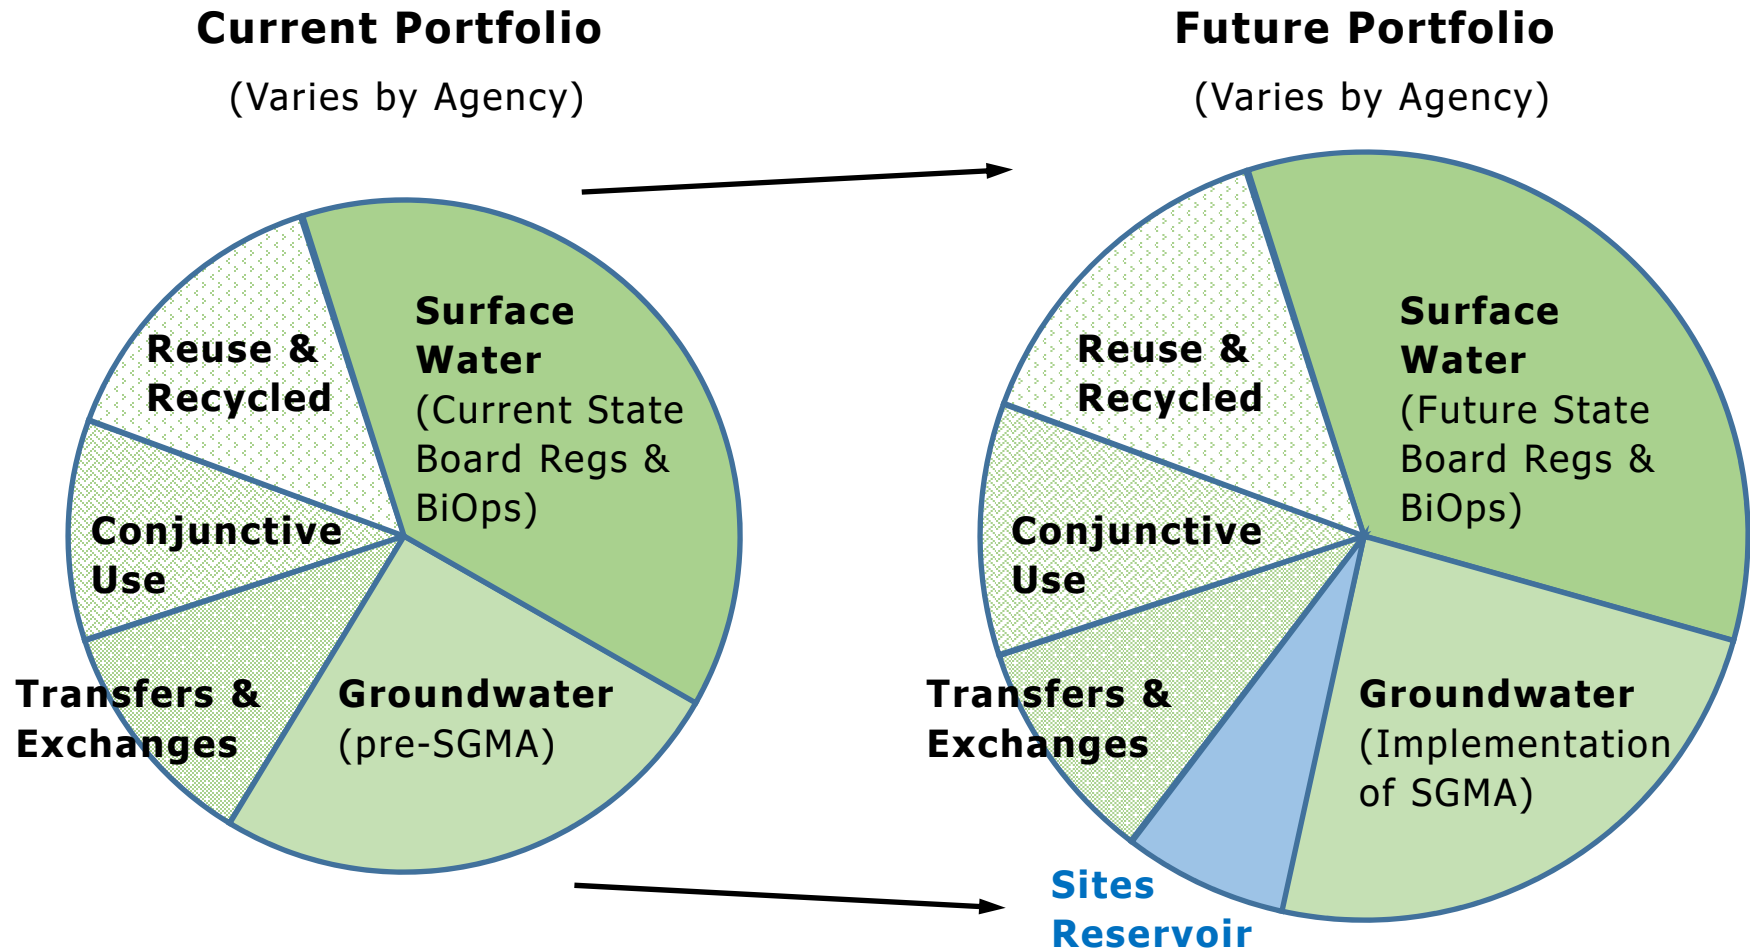 Current Portfolio
(Varies by Agency)
Reuse &
Recycled
Surface
Water
(Current State
Board Regs &
BiOps)
Conjunctive
Use
Transfers &
Exchanges
Groundwater
(pre-SGMA)
Future Portfolio
(Varies by Agency)
Reuse &
Recycled
Surface
Water
(Future State
Board Regs &
BiOps)
Conjunctive
Use
Transfers &
Exchanges
Groundwater
(Implementation
of SGMA)
Sites
Reservoir